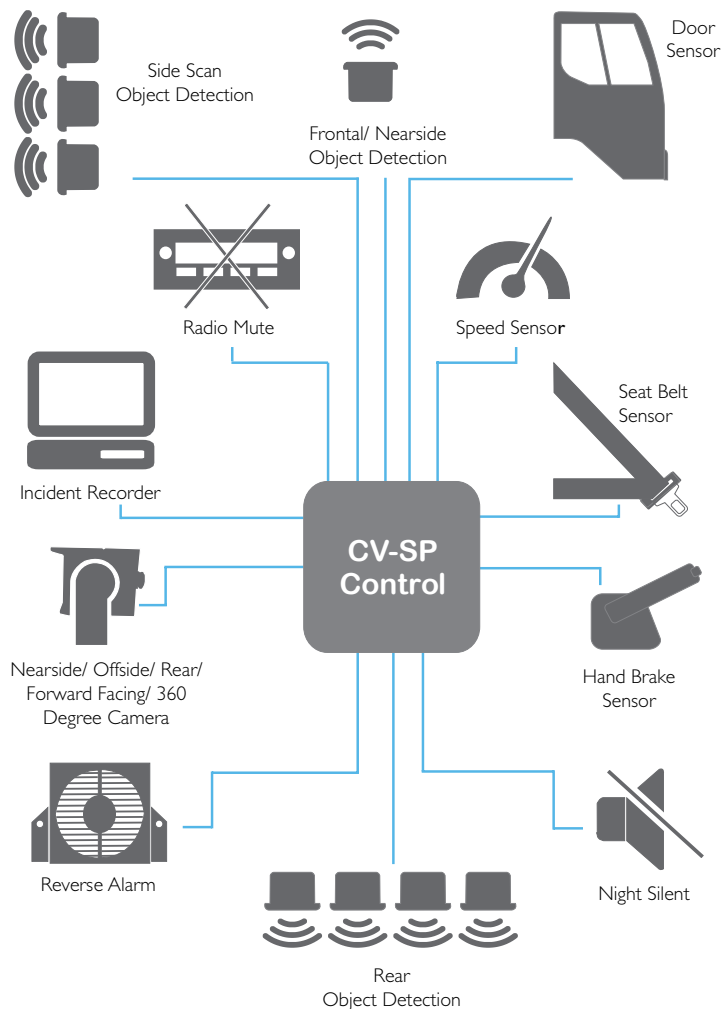 Door
Sensor
Side Scan
Object Detection
Frontal/ Nearside
Object Detection
Radio Mute
Speed Sensor
Seat Belt
Sensor
Incident Recorder
CV-SP
Control
Nearside/ Offside/ Rear/
Forward Facing/ 360
Degree Camera
Hand Brake
Sensor
Reverse Alarm
Night Silent
Rear
Object Detection